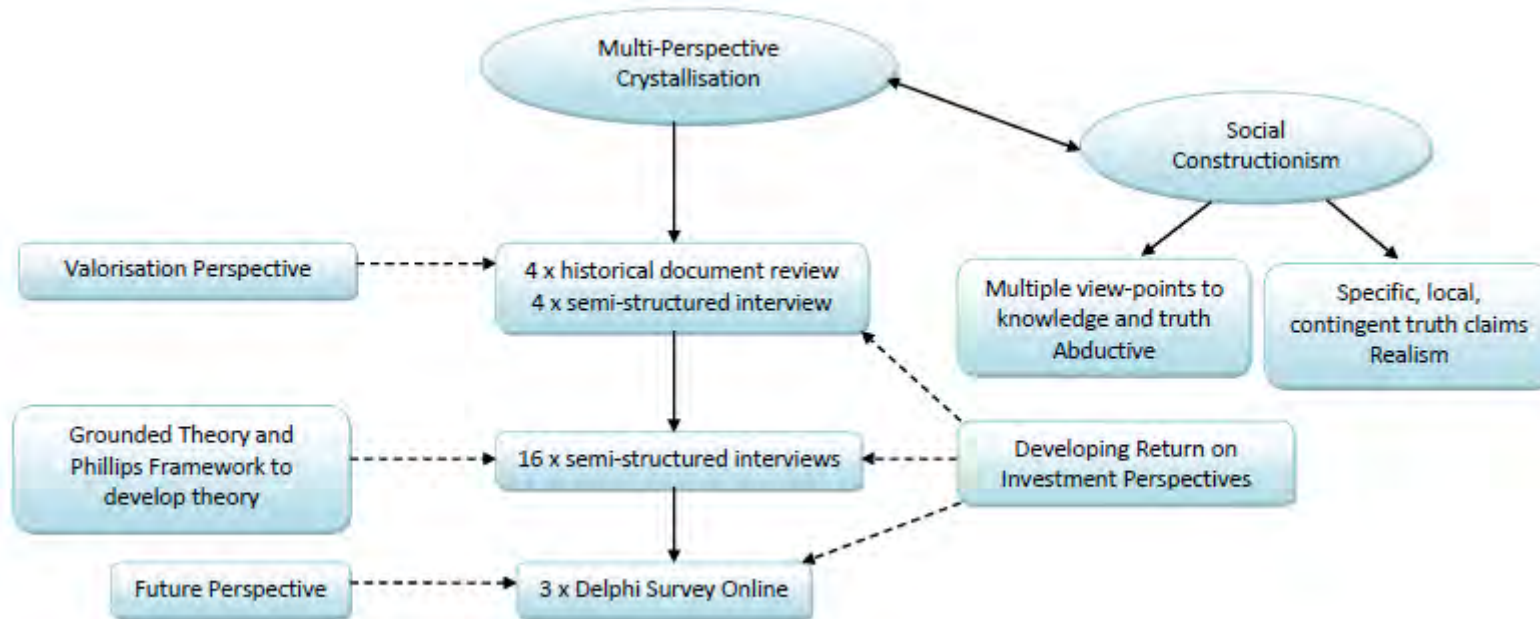 Multi-Perspective
Crystallisation
Social
Constructionism
Valorisation Perspective
4 x historical document review
4 x semi-structured interview
Multiple view-points to
knowledge and truth
Abductive
Specific, local,
contingent truth claims
Realism
Grounded Theory and
Phillips Framework to
develop theory
16 x semi-structured interviews
Developing Return on
Investment Perspectives
Future Perspective
3 x Delphi Survey Online